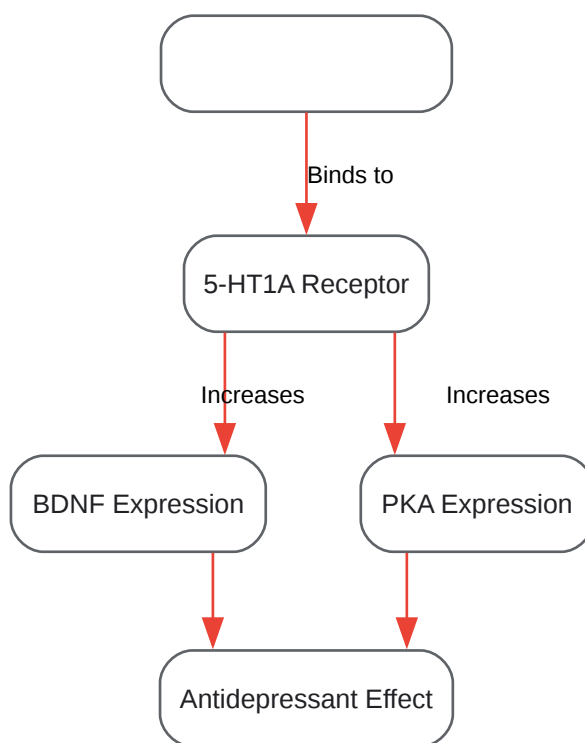 Binds to
5-HT1A Receptor
Increases
Increases
BDNF Expression
PKA Expression
Antidepressant Effect